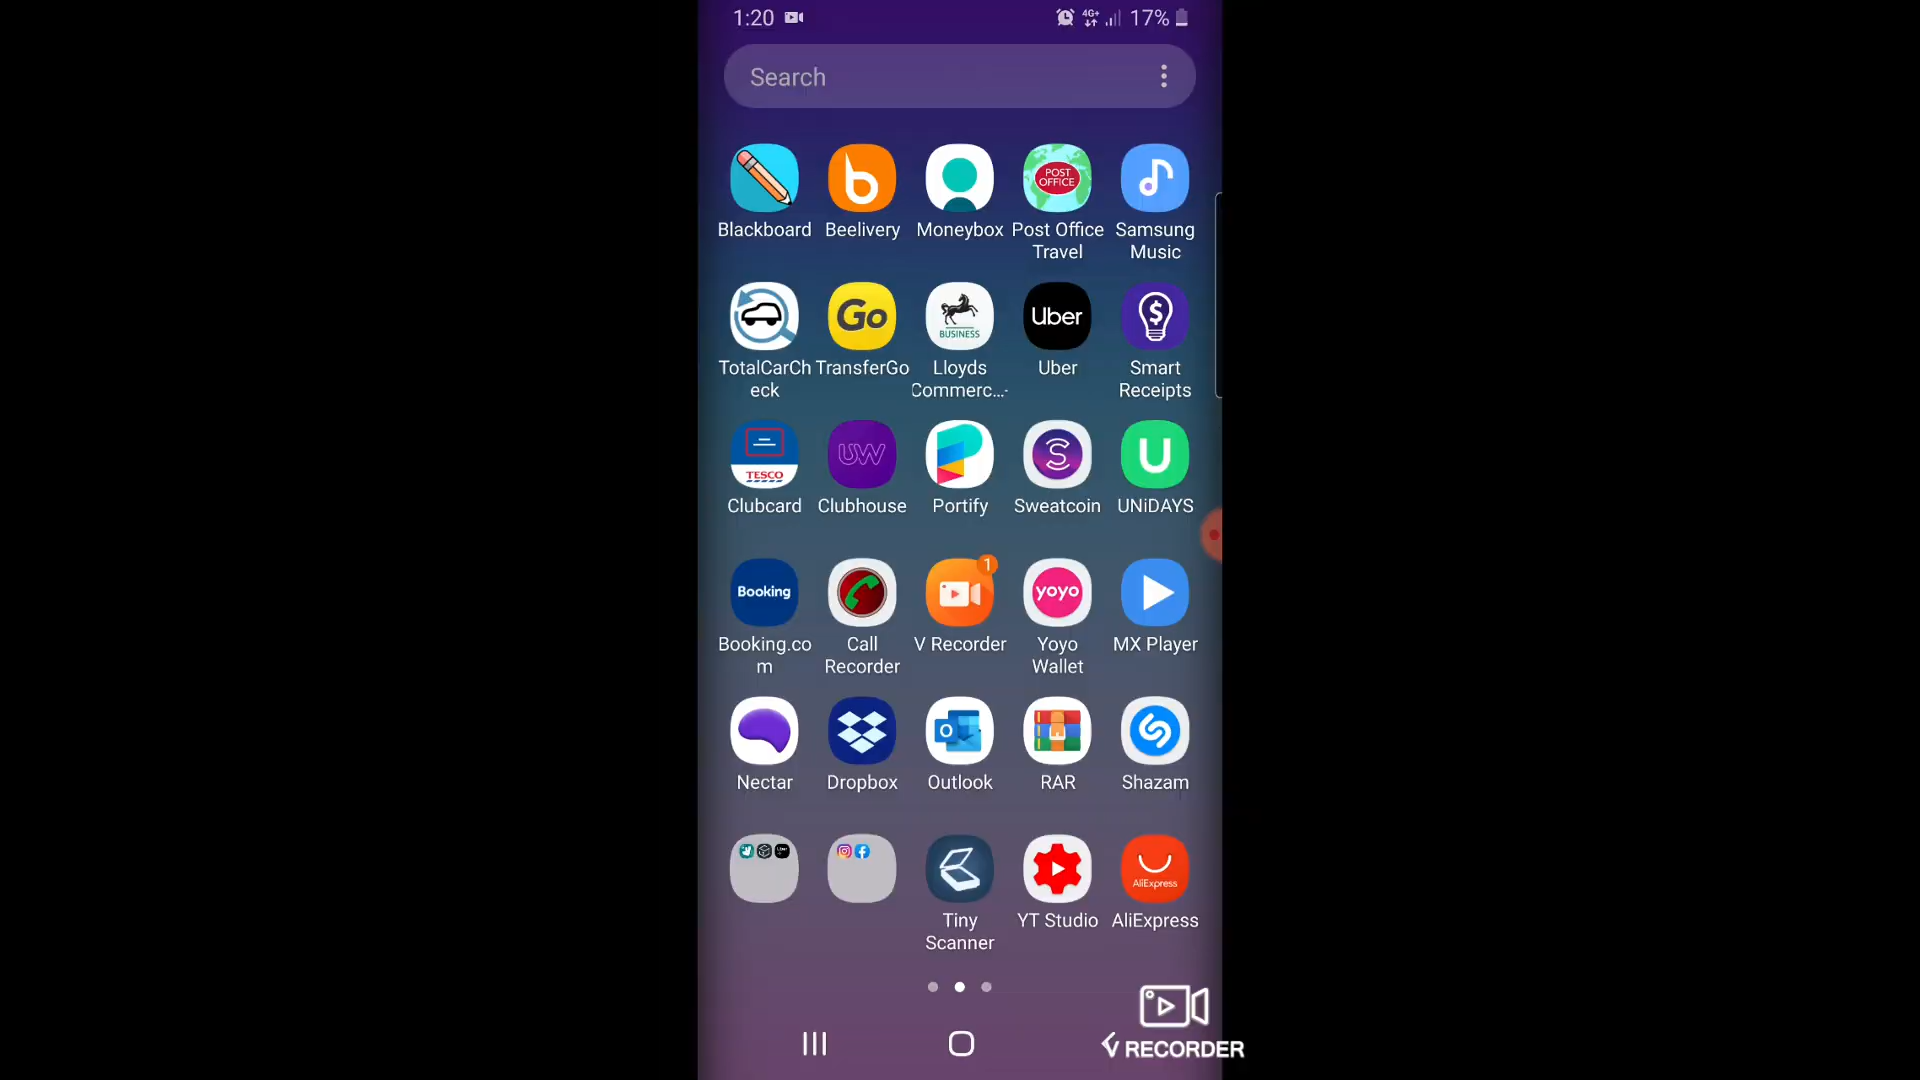 1:20
4G+
17%
Search
POST
OFFICE
Blackboard
Beelivery
Moneybox
Post Office
Travel
Samsung
Music
Go
BUSINESS
Uber
TotalCarCh
eck
TransferGo
Lloyds
Commerc...
Uber
Smart
Receipts
TESCO
UW
S
U
Clubcard
Clubhouse
Portify
Sweatcoin
UNiDAYS
Booking
1
yoyo
Booking.co
m
Call
Recorder
V Recorder
Yoyo
Wallet
MX Player
O
Nectar
Dropbox
Outlook
RAR
Shazam
Uber
AliExpress
Tiny
Scanner
YT Studio
AliExpress
V RECORDER